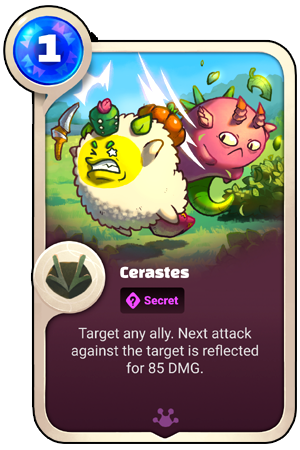 1
Cerastes
Secret
Target any ally. Next attack
against the target is reflected
for 85 DMG.